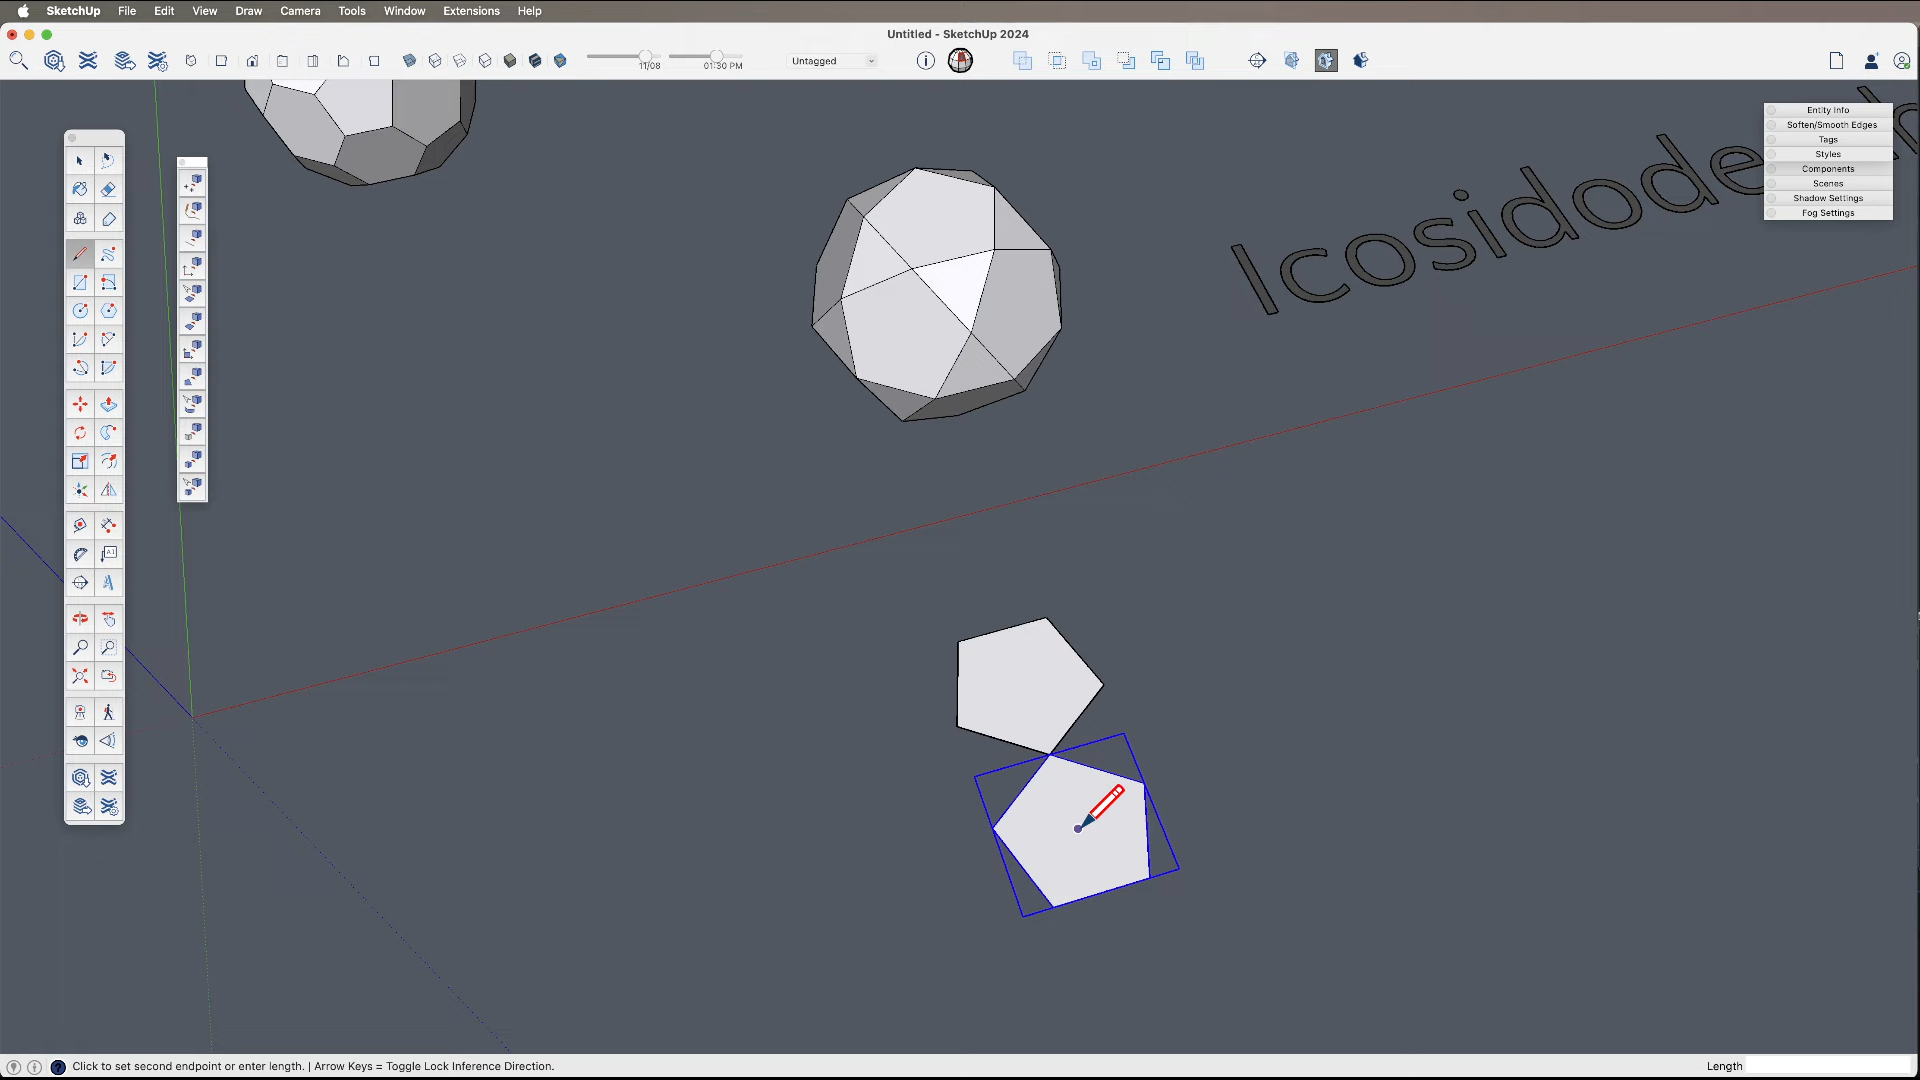 SketchUp File Edit View Draw Camera Tools Window Extensions Help
Untitled - SketchUp 2024
11/08 01:30 PM Untagged
Entity Info
Soften/Smooth Edges
Tags
Styles
Components
Scenes
Shadow Settings
Fog Settings
A1
Click to set second endpoint or enter length. | Arrow Keys = Toggle Lock Inference Direction. Length